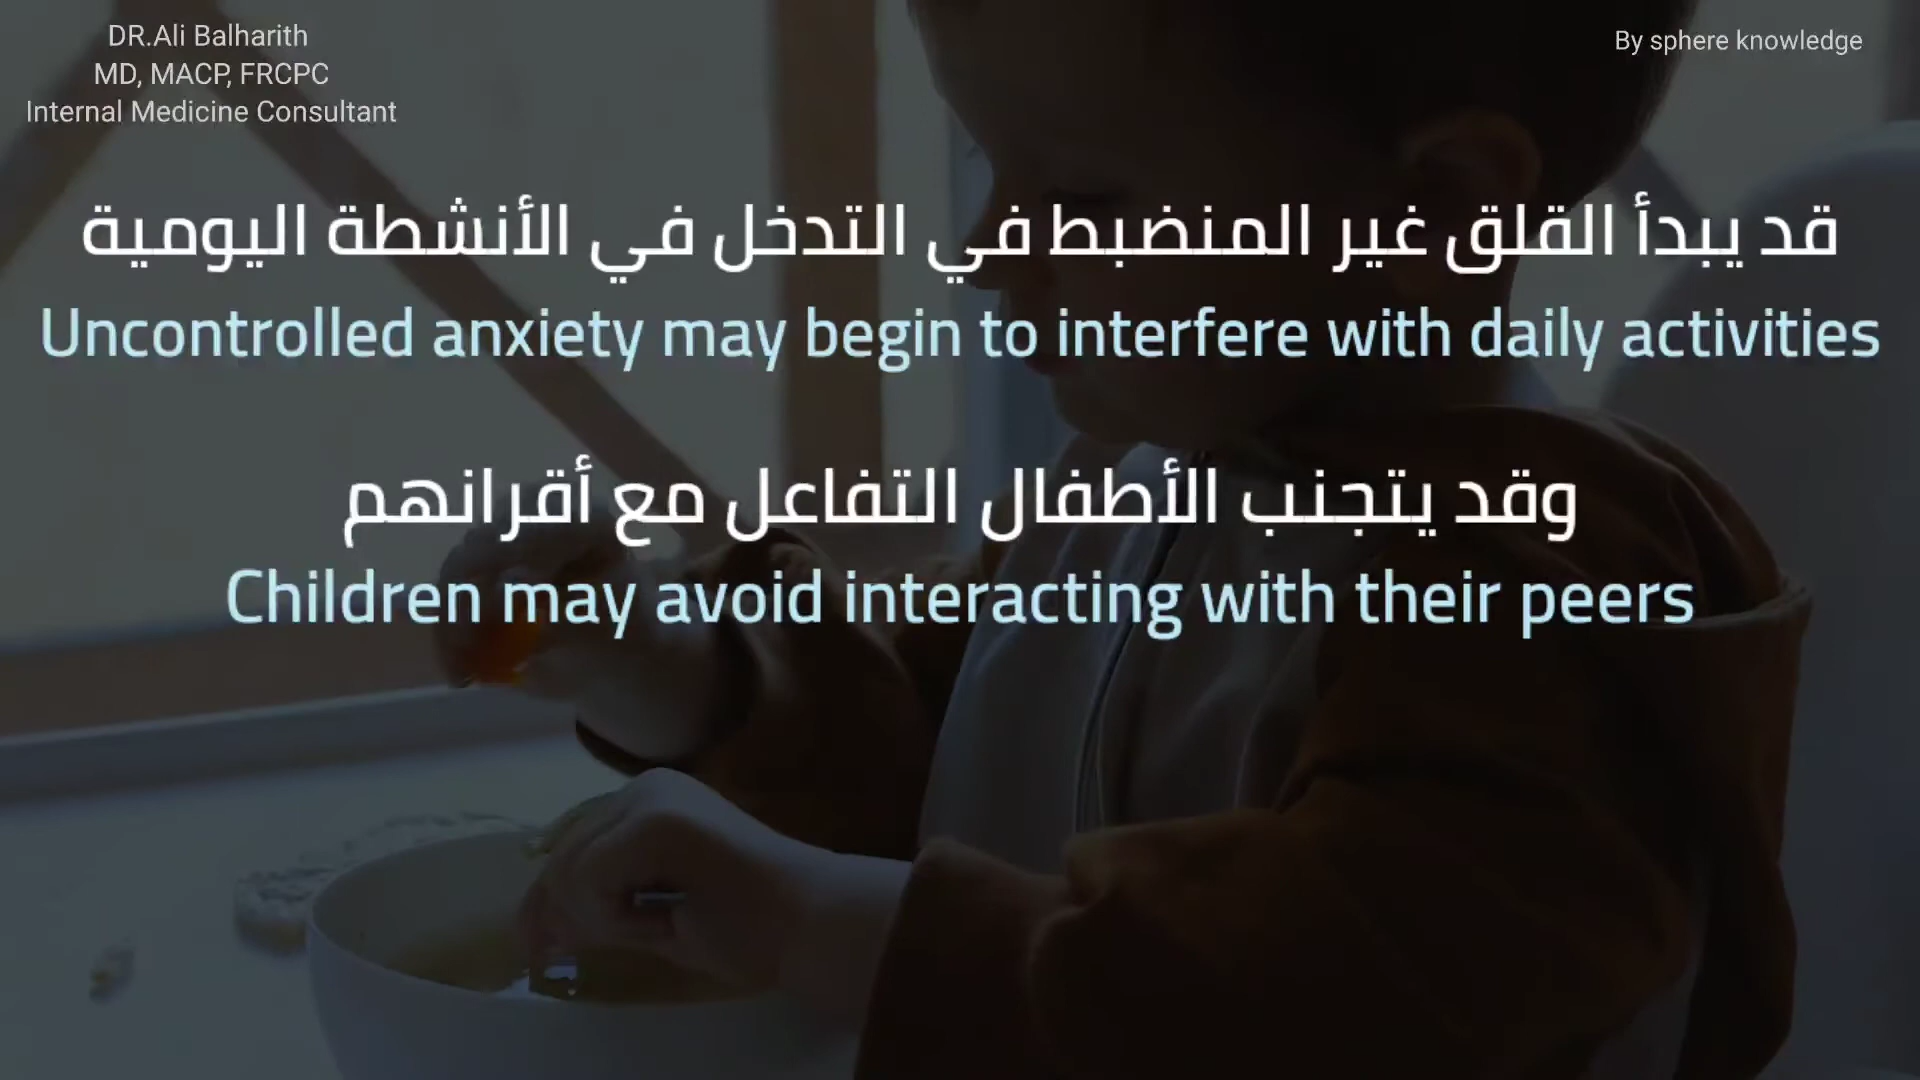 DR.Ali Balharith
MD, MACP, FRCPC
Internal Medicine Consultant
By sphere knowledge
قد يبدأ القلق غير المنضبط في التدخل في الأنشطة اليومية
Uncontrolled anxiety may begin to interfere with daily activities
وقد يتجنب الأطفال التفاعل مع أقرانهم
Children may avoid interacting with their peers